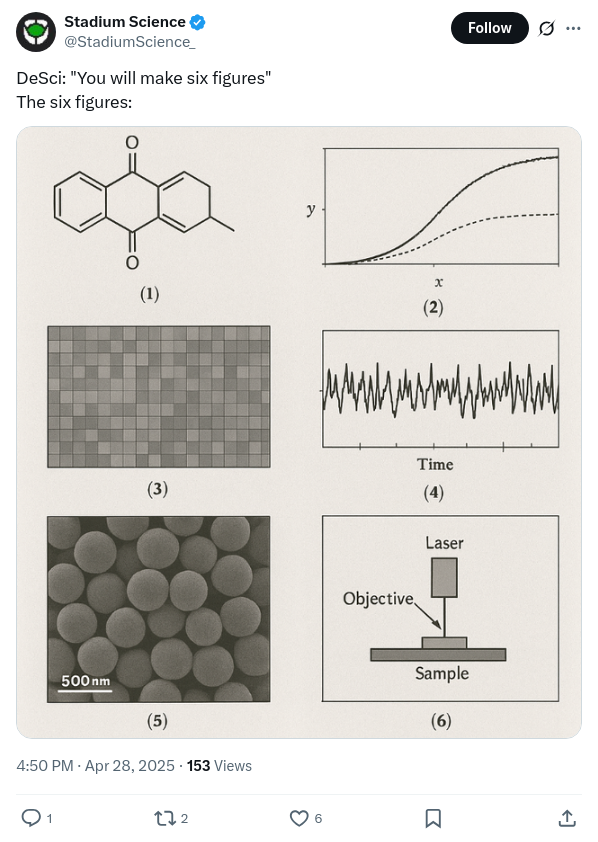 Stadium Science
@StadiumScience_
Follow
DeSci: "You will make six figures"
The six figures:
O
O
(1)
y
x
(2)
(3)
Time
(4)
500 nm
(5)
Laser
Objective
Sample
(6)
4:50 PM · Apr 28, 2025 · 153 Views
1
2
6